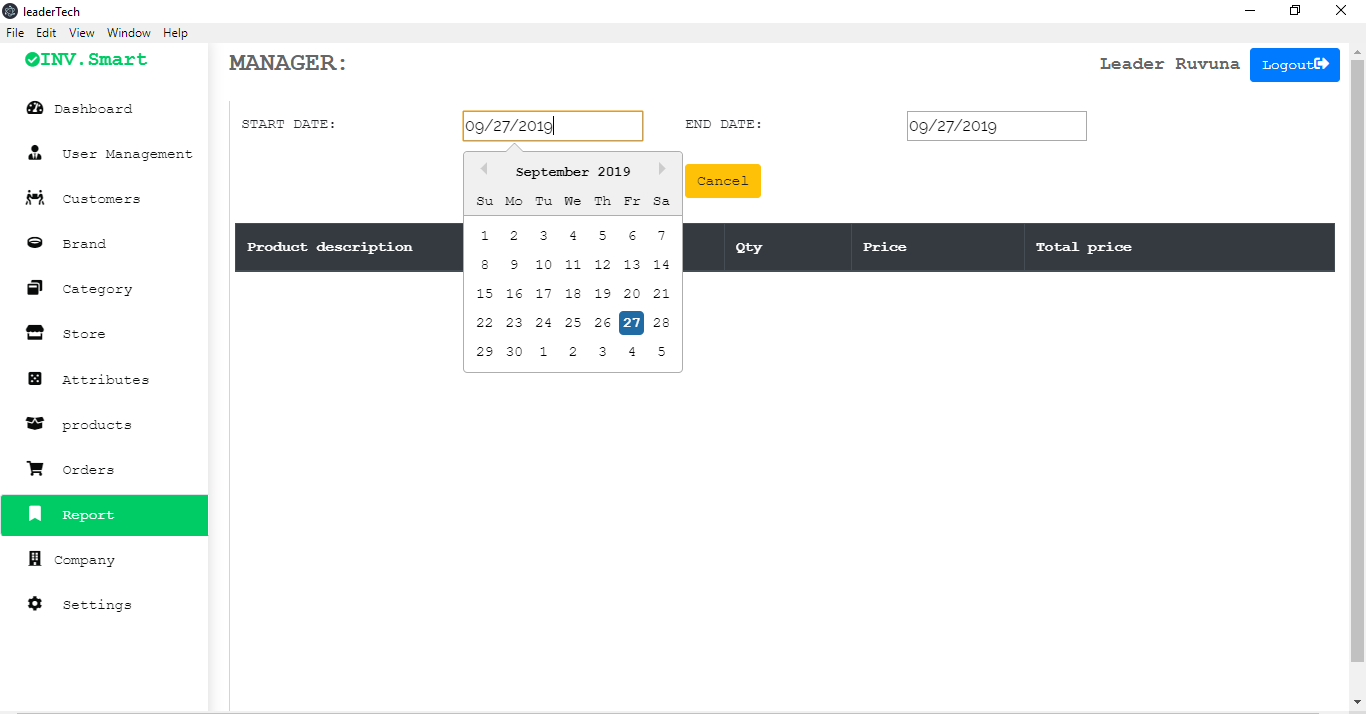 leaderTech
File Edit View Window Help
INV.Smart
MANAGER:
Leader Ruvuna
Logout
Dashboard
User Management
Customers
Brand
Category
Store
Attributes
products
Orders
Report
Company
Settings
START DATE:
09/27/2019
END DATE:
09/27/2019
Cancel
September 2019
Su Mo Tu We Th Fr Sa
1 2 3 4 5 6 7
8 9 10 11 12 13 14
15 16 17 18 19 20 21
22 23 24 25 26 27 28
29 30 1 2 3 4 5
Product description Qty Price Total price